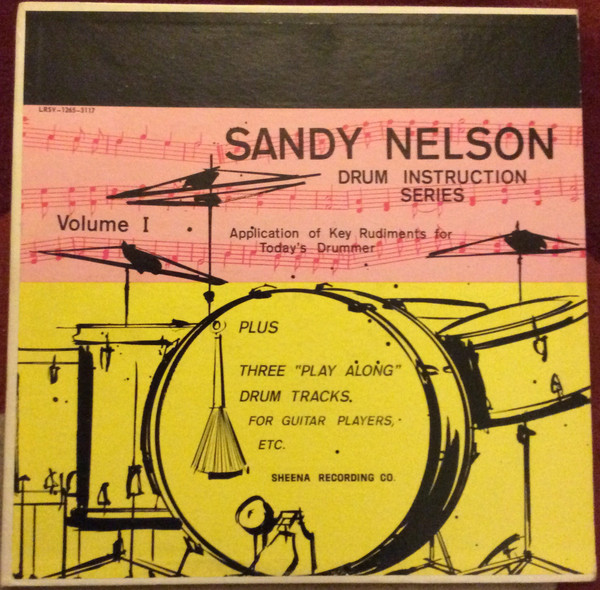 LRSY-1265-3117
SANDY NELSON
DRUM INSTRUCTION
SERIES
Volume I
Application of Key Rudiments for
Today's Drummer
PLUS
THREE "PLAY ALONG"
DRUM TRACKS.
FOR GUITAR PLAYERS,
ETC.
SHEENA RECORDING CO.